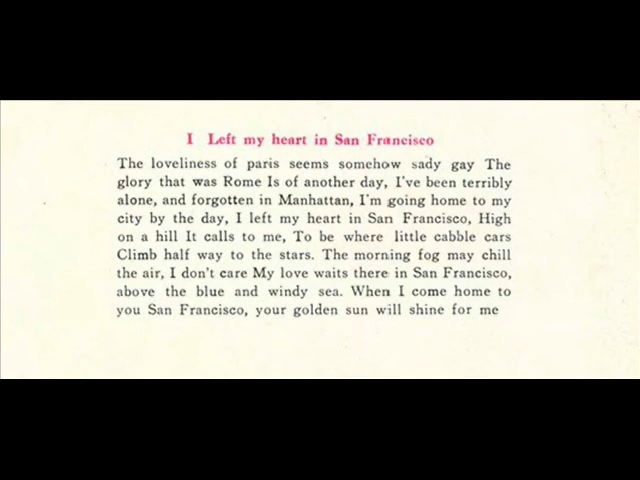 I Left my heart in San Francisco
The loveliness of paris seems somehow sady gay The
glory that was Rome Is of another day, I've been terribly
alone, and forgotten in Manhattan, I'm going home to my
city by the day, I left my heart in San Francisco, High
on a hill It calls to me, To be where little cabble cars
Climb half way to the stars. The morning fog may chill
the air, I don't care My love waits there in San Francisco,
above the blue and windy sea. When I come home to
you San Francisco, your golden sun will shine for me